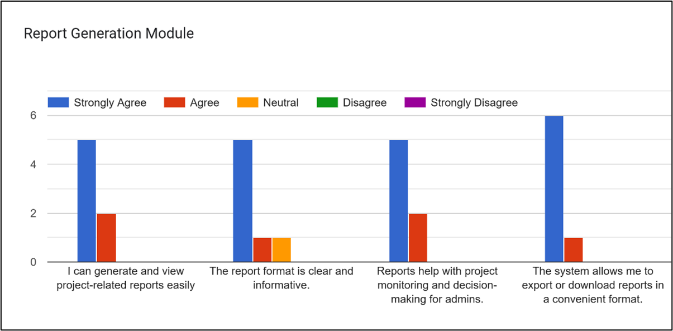 Report Generation Module
Strongly Agree
Agree
Neutral
Disagree
Strongly Disagree
6
4
2
0
I can generate and view
project-related reports easily
The report format is clear and
informative.
Reports help with project
monitoring and decision-
making for admins.
The system allows me to
export or download reports in
a convenient format.